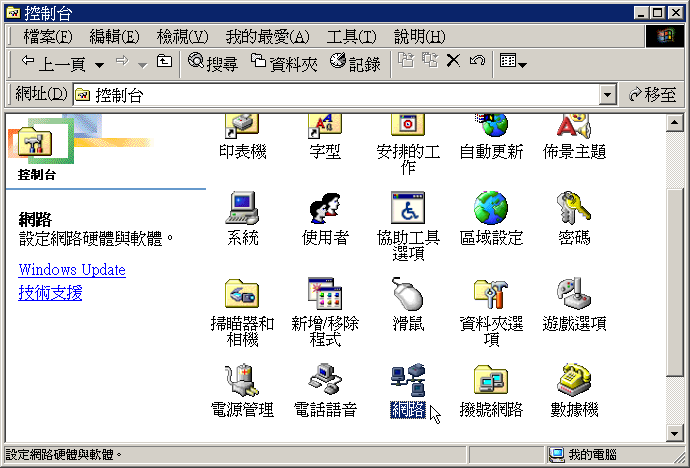 控制台
檔案(F) 編輯(E) 檢視(V) 我的最愛(A) 工具(T) 說明(H)
上一頁 搜尋 資料夾 記錄
網址(D) 控制台 移至
控制台
網路
設定網路硬體與軟體。
Windows Update
技術支援
印表機 字型 安排的工 自動更新 佈景主題
作
系統 使用者 協助工具 區域設定 密碼
選項
掃瞄器和 新增/移除 滑鼠 資料夾選 遊戲選項
相機 程式 項
電源管理 電話語音 網路 撥號網路 數據機
設定網路硬體與軟體。 我的電腦